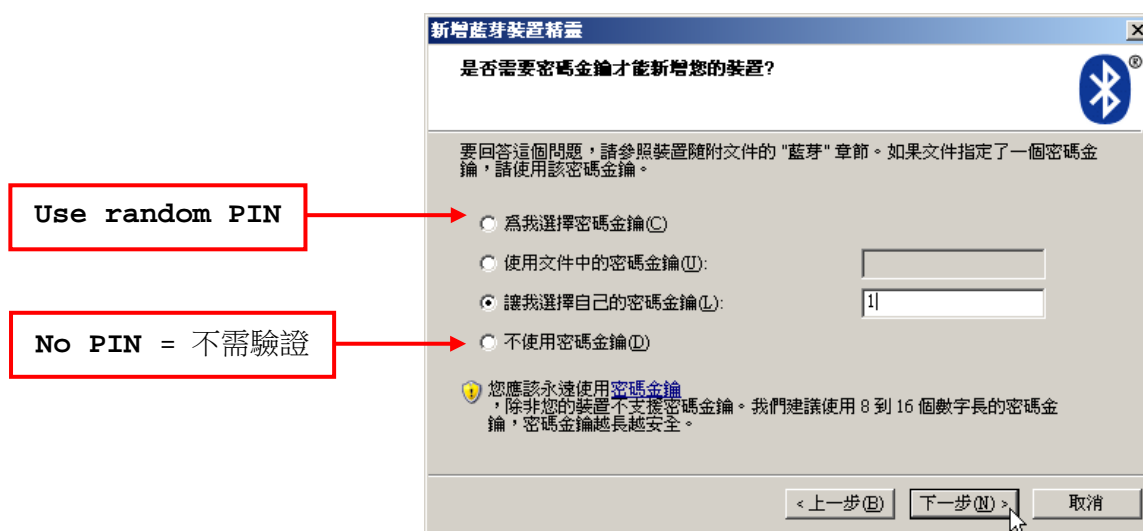 新增藍芽裝置精靈
是否需要密碼金鑰才能新增您的裝置?
®
要回答這個問題，請參照裝置隨附文件的 "藍芽" 章節。如果文件指定了一個密碼金
鑰，請使用該密碼金鑰。
Use random PIN
為我選擇密碼金鑰(C)
使用文件中的密碼金鑰(U):
讓我選擇自己的密碼金鑰(L):
1
No PIN = 不需驗證
不使用密碼金鑰(D)
您應該永遠使用密碼金鑰
，除非您的裝置不支援密碼金鑰。我們建議使用 8 到 16 個數字長的密碼金
鑰，密碼金鑰越長越安全。
<上一步(B) 下一步(N)> 取消